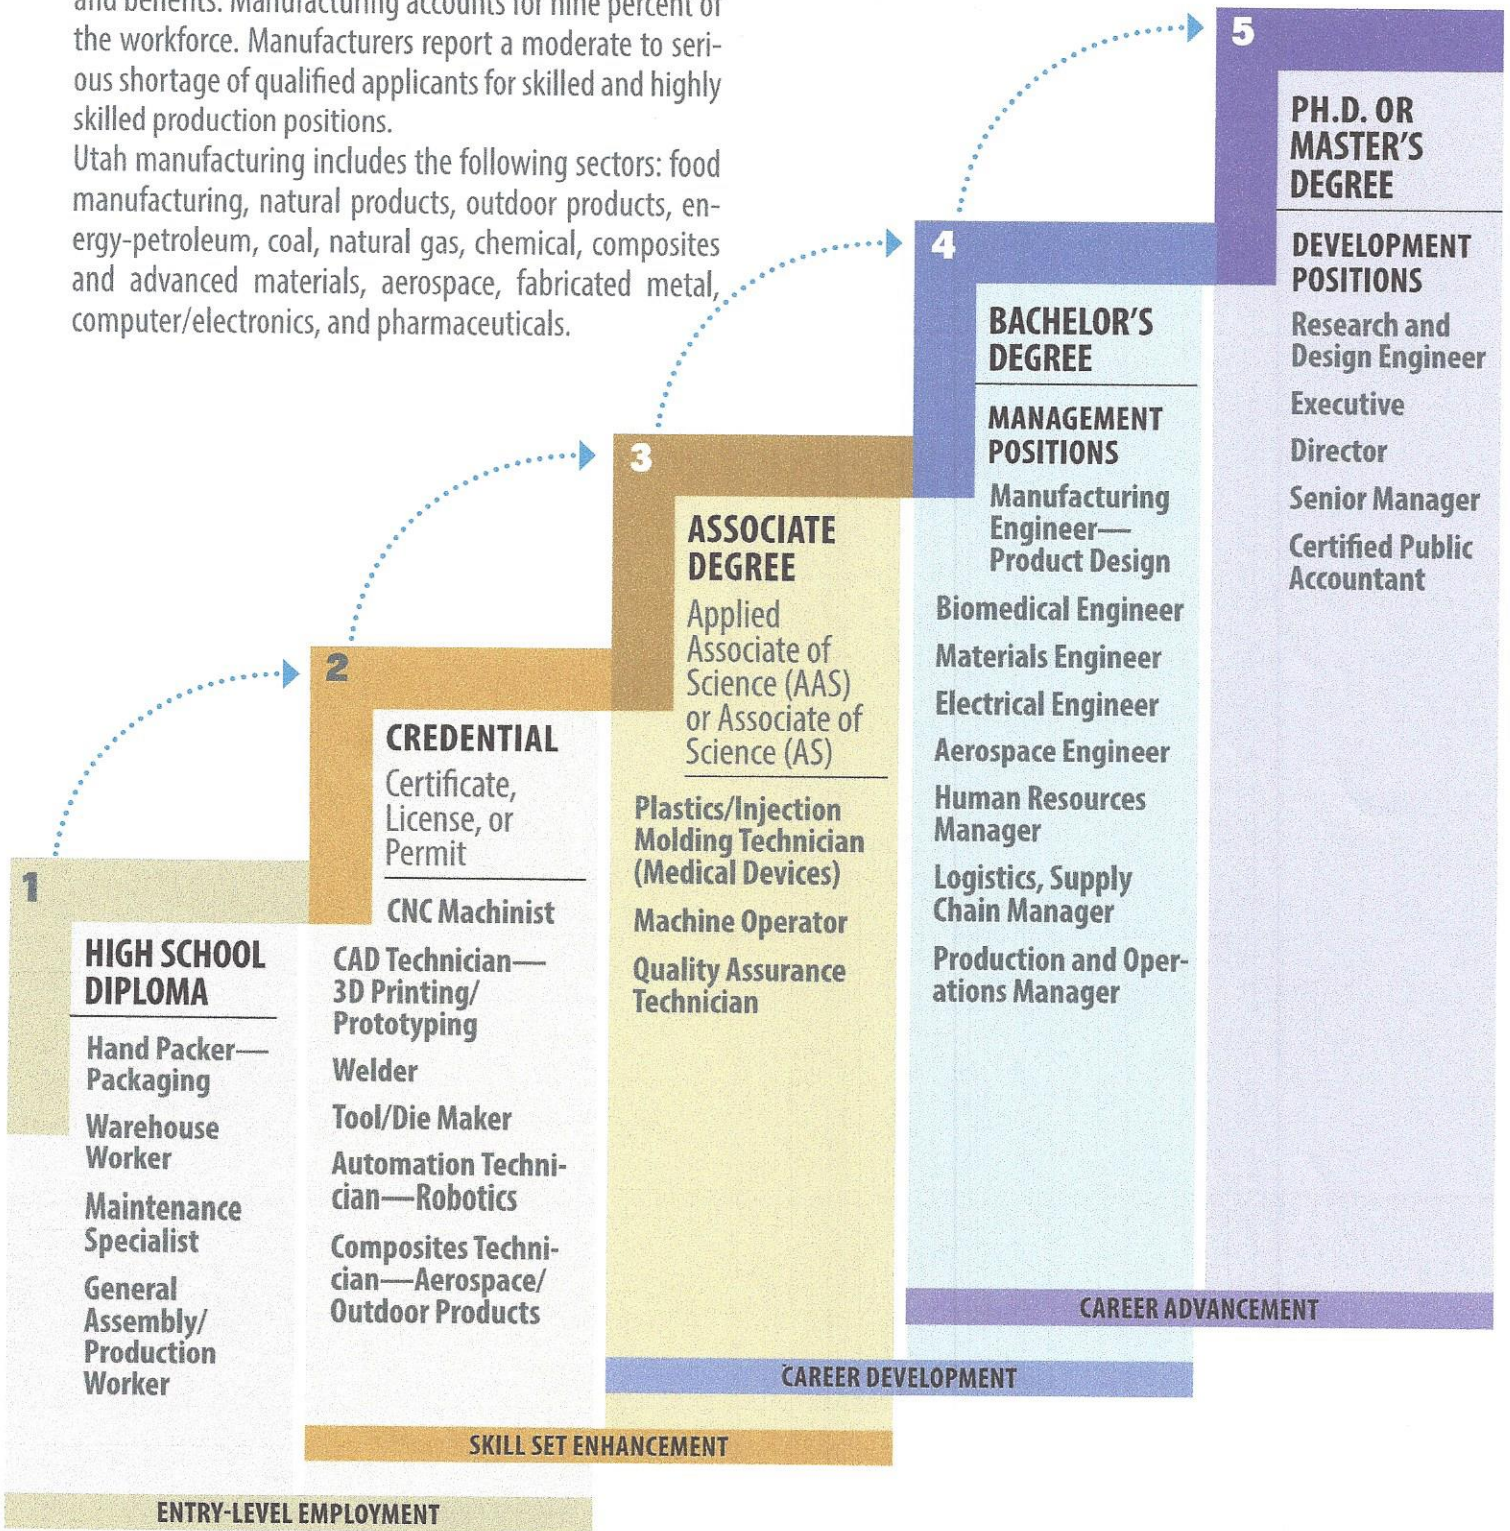 and benefits. Manufacturing accounts for nine percent of
the workforce. Manufacturers report a moderate to seri-
ous shortage of qualified applicants for skilled and highly
skilled production positions.
Utah manufacturing includes the following sectors: food
manufacturing, natural products, outdoor products, en-
ergy-petroleum, coal, natural gas, chemical, composites
and advanced materials, aerospace, fabricated metal,
computer/electronics, and pharmaceuticals.
1
HIGH SCHOOL
DIPLOMA
Hand Packer—
Packaging
Warehouse
Worker
Maintenance
Specialist
General
Assembly/
Production
Worker
2
CREDENTIAL
Certificate,
License, or
Permit
CNC Machinist
CAD Technician—
3D Printing/
Prototyping
Welder
Tool/Die Maker
Automation Techni-
cian—Robotics
Composites Techni-
cian—Aerospace/
Outdoor Products
3
ASSOCIATE
DEGREE
Applied
Associate of
Science (AAS)
or Associate of
Science (AS)
Plastics/Injection
Molding Technician
(Medical Devices)
Machine Operator
Quality Assurance
Technician
4
BACHELOR'S
DEGREE
MANAGEMENT
POSITIONS
Manufacturing
Engineer—
Product Design
Biomedical Engineer
Materials Engineer
Electrical Engineer
Aerospace Engineer
Human Resources
Manager
Logistics, Supply
Chain Manager
Production and Oper-
ations Manager
5
PH.D. OR
MASTER'S
DEGREE
DEVELOPMENT
POSITIONS
Research and
Design Engineer
Executive
Director
Senior Manager
Certified Public
Accountant
CAREER ADVANCEMENT
CAREER DEVELOPMENT
SKILL SET ENHANCEMENT
ENTRY-LEVEL EMPLOYMENT